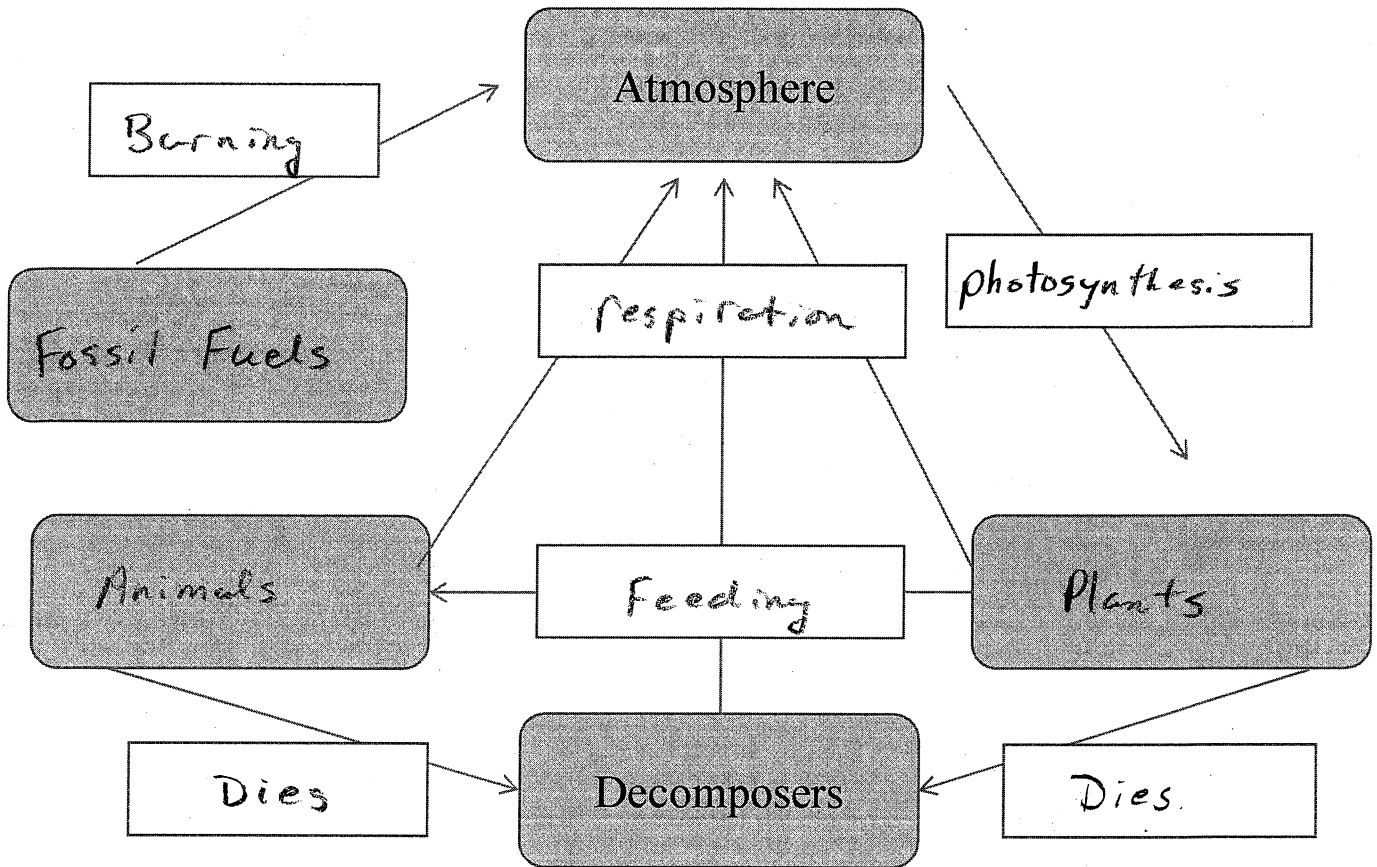 Atmosphere
Burning
photosynthesis
respiration
Fossil Fuels
Animals
Feeding
Plants
Dies
Decomposers
Dies.